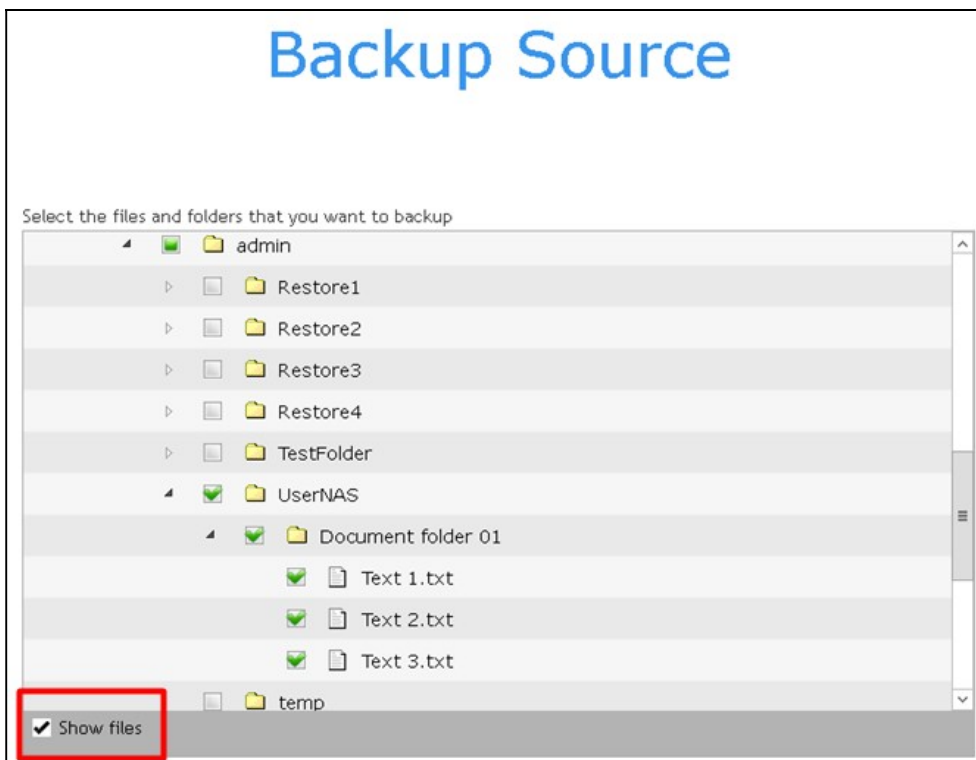 Backup Source
Select the files and folders that you want to backup
admin
Restore1
Restore2
Restore3
Restore4
TestFolder
UserNAS
Document folder 01
Text 1.txt
Text 2.txt
Text 3.txt
temp
Show files